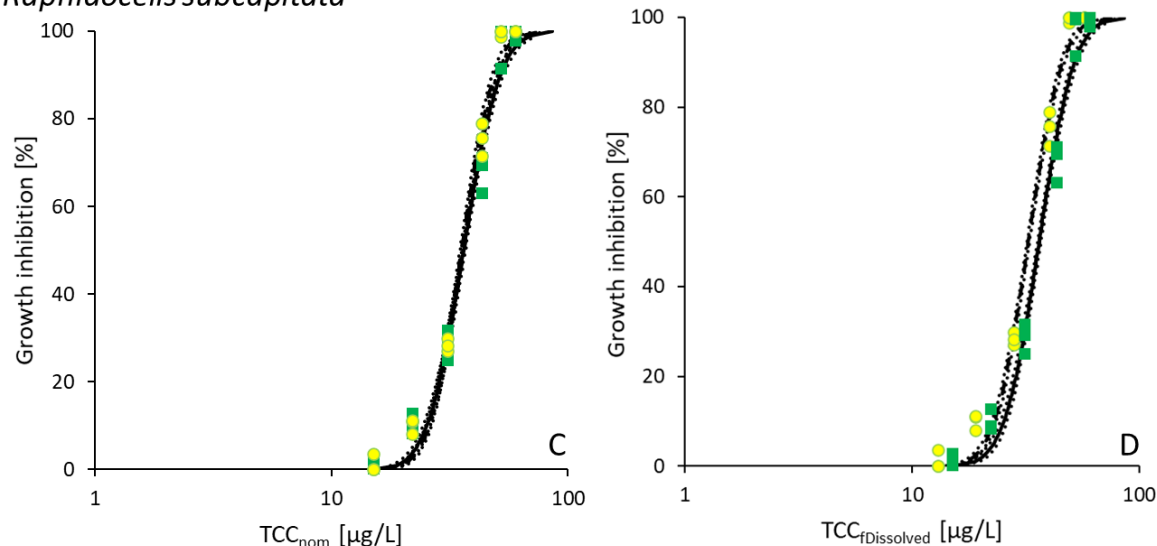 Raphidocelis subcapitata
100
80
60
40
20
0
1
10
100
Growth inhibition [%]
TCCnom [µg/L]
C
100
80
60
40
20
0
1
10
100
Growth inhibition [%]
TCCfDissolved [µg/L]
D